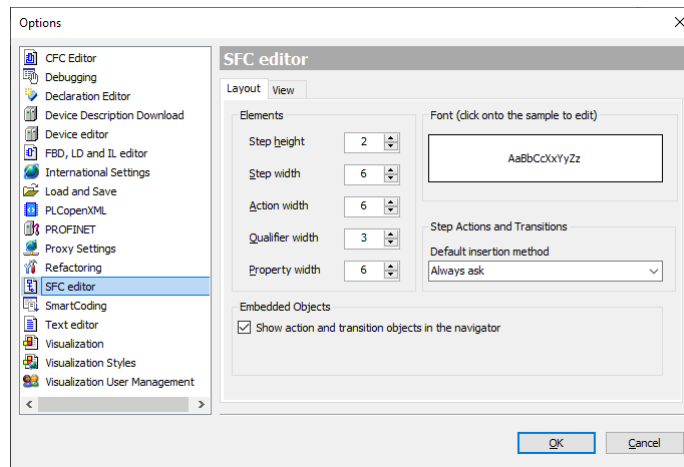 Options
CFC Editor
Debugging
Declaration Editor
Device Description Download
Device editor
FBD, LD and IL editor
International Settings
Load and Save
PLCopenXML
PROFINET
Proxy Settings
Refactoring
SFC editor
SmartCoding
Text editor
Visualization
Visualization Styles
Visualization User Management
SFC editor
Layout View
Elements
Step height 2
Step width 6
Action width 6
Qualifier width 3
Property width 6
Font (click onto the sample to edit)
AaBbCcXxYyZz
Step Actions and Transitions
Default insertion method
Always ask
Embedded Objects
Show action and transition objects in the navigator
OK Cancel